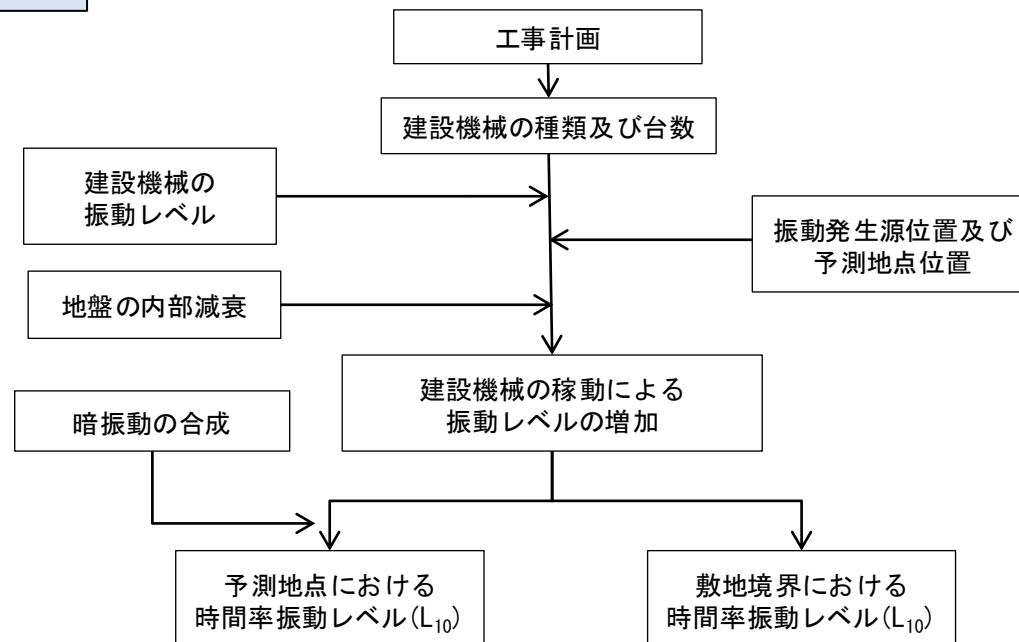 工事計画
建設機械の種類及び台数
建設機械の
振動レベル
振動発生源位置及び
予測地点位置
地盤の内部減衰
建設機械の稼動による
振動レベルの増加
暗振動の合成
予測地点における
時間率振動レベル(L₁₀)
敷地境界における
時間率振動レベル(L₁₀)